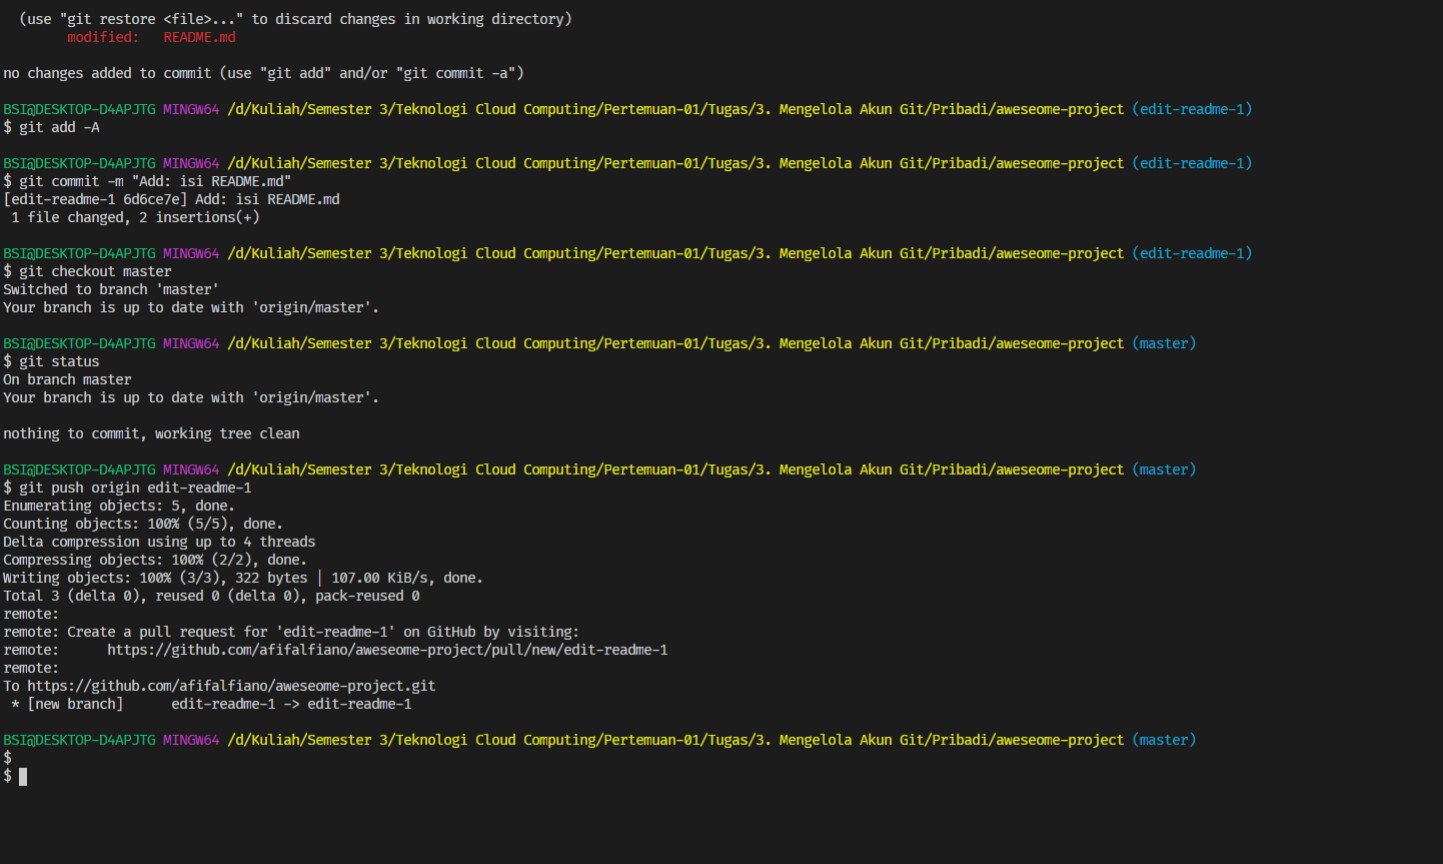 (use "git restore <file>..." to discard changes in working directory)
modified:   README.md
no changes added to commit (use "git add" and/or "git commit -a")
BSI@DESKTOP-D4APJTG MINGW64 /d/Kuliah/Semester 3/Teknologi Cloud Computing/Pertemuan-01/Tugas/3. Mengelola Akun Git/Pribadi/aweseome-project (edit-readme-1)
$ git add -A
BSI@DESKTOP-D4APJTG MINGW64 /d/Kuliah/Semester 3/Teknologi Cloud Computing/Pertemuan-01/Tugas/3. Mengelola Akun Git/Pribadi/aweseome-project (edit-readme-1)
$ git commit -m "Add: isi README.md"
[edit-readme-1 6d6ce7e] Add: isi README.md
1 file changed, 2 insertions(+)
BSI@DESKTOP-D4APJTG MINGW64 /d/Kuliah/Semester 3/Teknologi Cloud Computing/Pertemuan-01/Tugas/3. Mengelola Akun Git/Pribadi/aweseome-project (edit-readme-1)
$ git checkout master
Switched to branch 'master'
Your branch is up to date with 'origin/master'.
BSI@DESKTOP-D4APJTG MINGW64 /d/Kuliah/Semester 3/Teknologi Cloud Computing/Pertemuan-01/Tugas/3. Mengelola Akun Git/Pribadi/aweseome-project (master)
$ git status
On branch master
Your branch is up to date with 'origin/master'.
nothing to commit, working tree clean
BSI@DESKTOP-D4APJTG MINGW64 /d/Kuliah/Semester 3/Teknologi Cloud Computing/Pertemuan-01/Tugas/3. Mengelola Akun Git/Pribadi/aweseome-project (master)
$ git push origin edit-readme-1
Enumerating objects: 5, done.
Counting objects: 100% (5/5), done.
Delta compression using up to 4 threads
Compressing objects: 100% (2/2), done.
Writing objects: 100% (3/3), 322 bytes | 107.00 KiB/s, done.
Total 3 (delta 0), reused 0 (delta 0), pack-reused 0
remote:
remote: Create a pull request for 'edit-readme-1' on GitHub by visiting:
remote:      https://github.com/afifalfiano/aweseome-project/pull/new/edit-readme-1
remote:
To https://github.com/afifalfiano/aweseome-project.git
* [new branch]      edit-readme-1 -> edit-readme-1
BSI@DESKTOP-D4APJTG MINGW64 /d/Kuliah/Semester 3/Teknologi Cloud Computing/Pertemuan-01/Tugas/3. Mengelola Akun Git/Pribadi/aweseome-project (master)
$
$